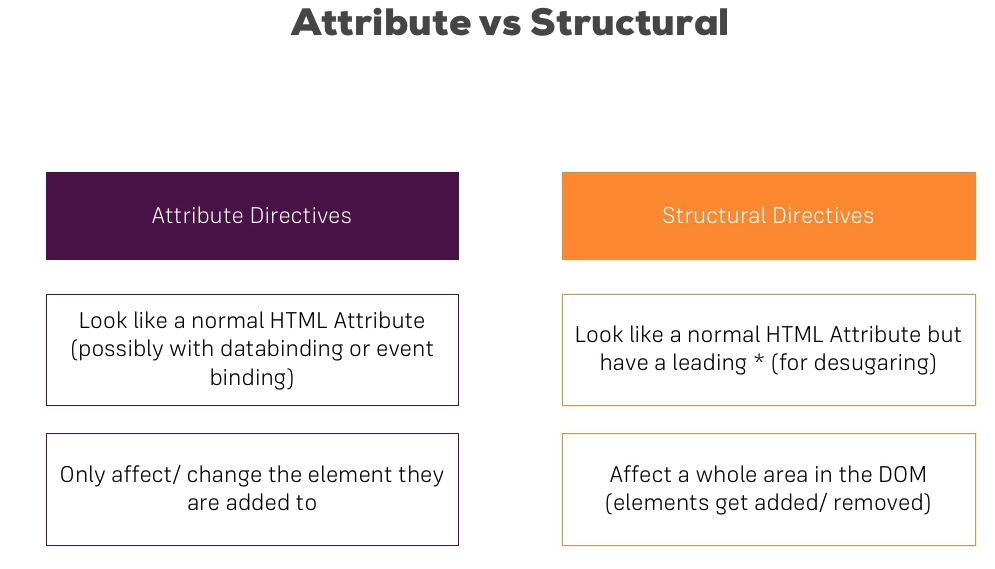 Attribute vs Structural
Attribute Directives
Look like a normal HTML Attribute
(possibly with databinding or event
binding)
Only affect/ change the element they
are added to
Structural Directives
Look like a normal HTML Attribute but
have a leading * (for desugaring)
Affect a whole area in the DOM
(elements get added/ removed)